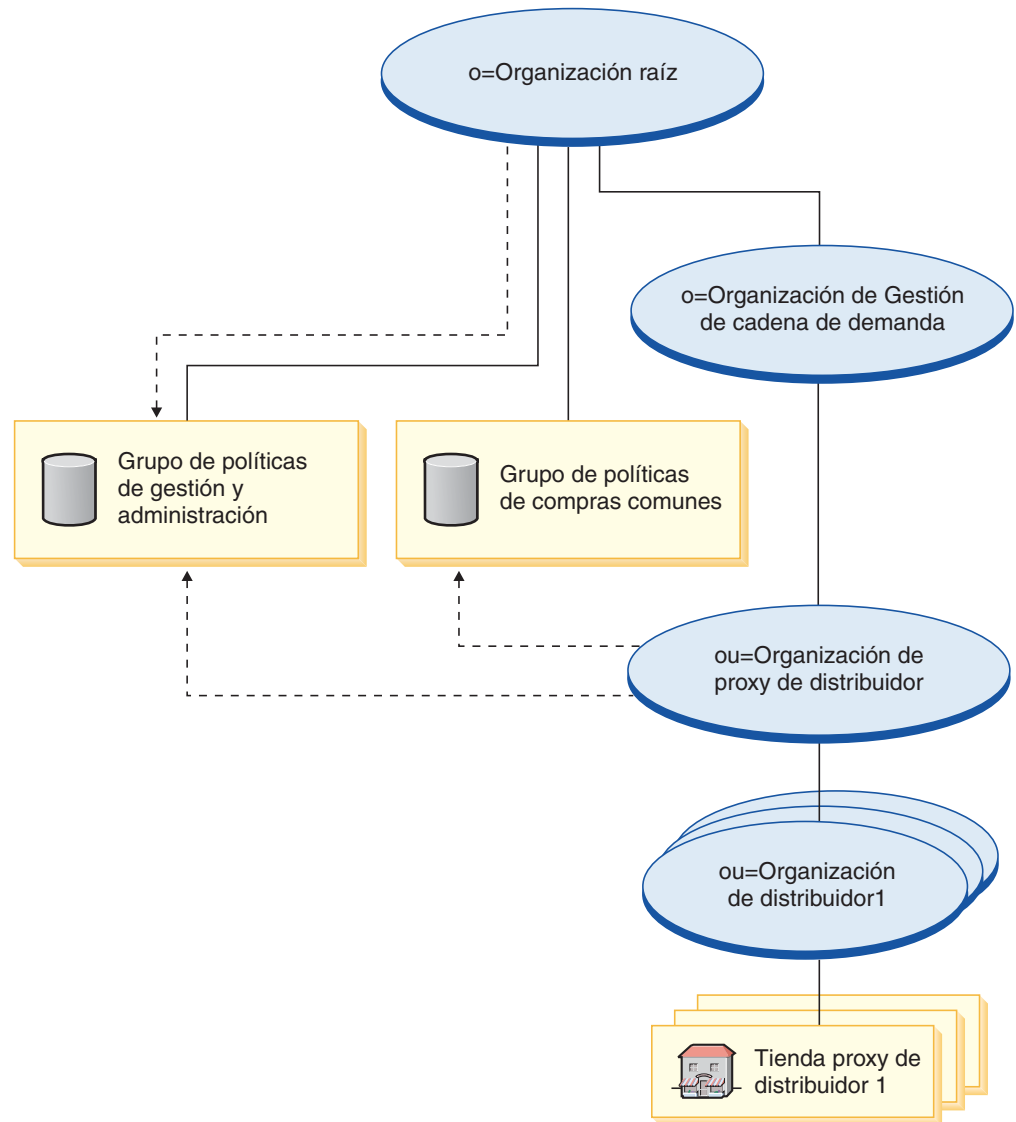 o=Organización raíz
o=Organización de Gestión
de cadena de demanda
Grupo de políticas
de gestión y
administración
Grupo de políticas
de compras comunes
ou=Organización de
proxy de distribuidor
ou=Organización
de distribuidor1
Tienda proxy de
distribuidor 1